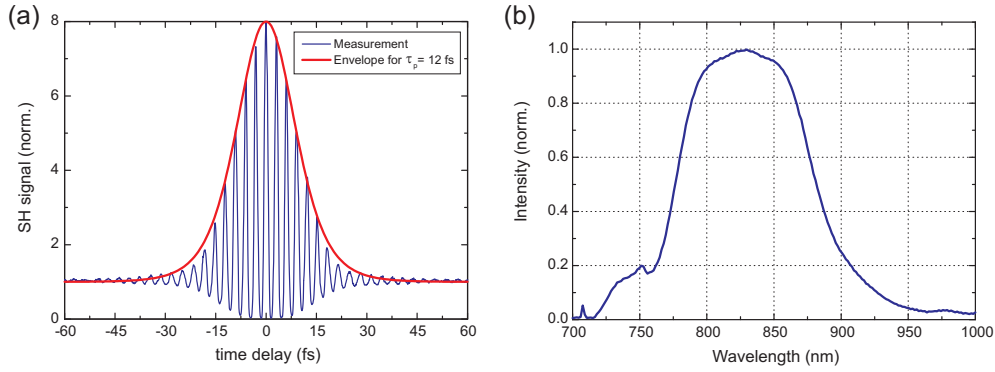 (a)
8
6
4
2
0
SH signal (norm.)
Measurement
Envelope for τp= 12 fs
-60 -45 -30 -15 0 15 30 45 60
time delay (fs)
(b)
1.0
0.8
0.6
0.4
0.2
0.0
Intensity (norm.)
700 750 800 850 900 950 1000
Wavelength (nm)